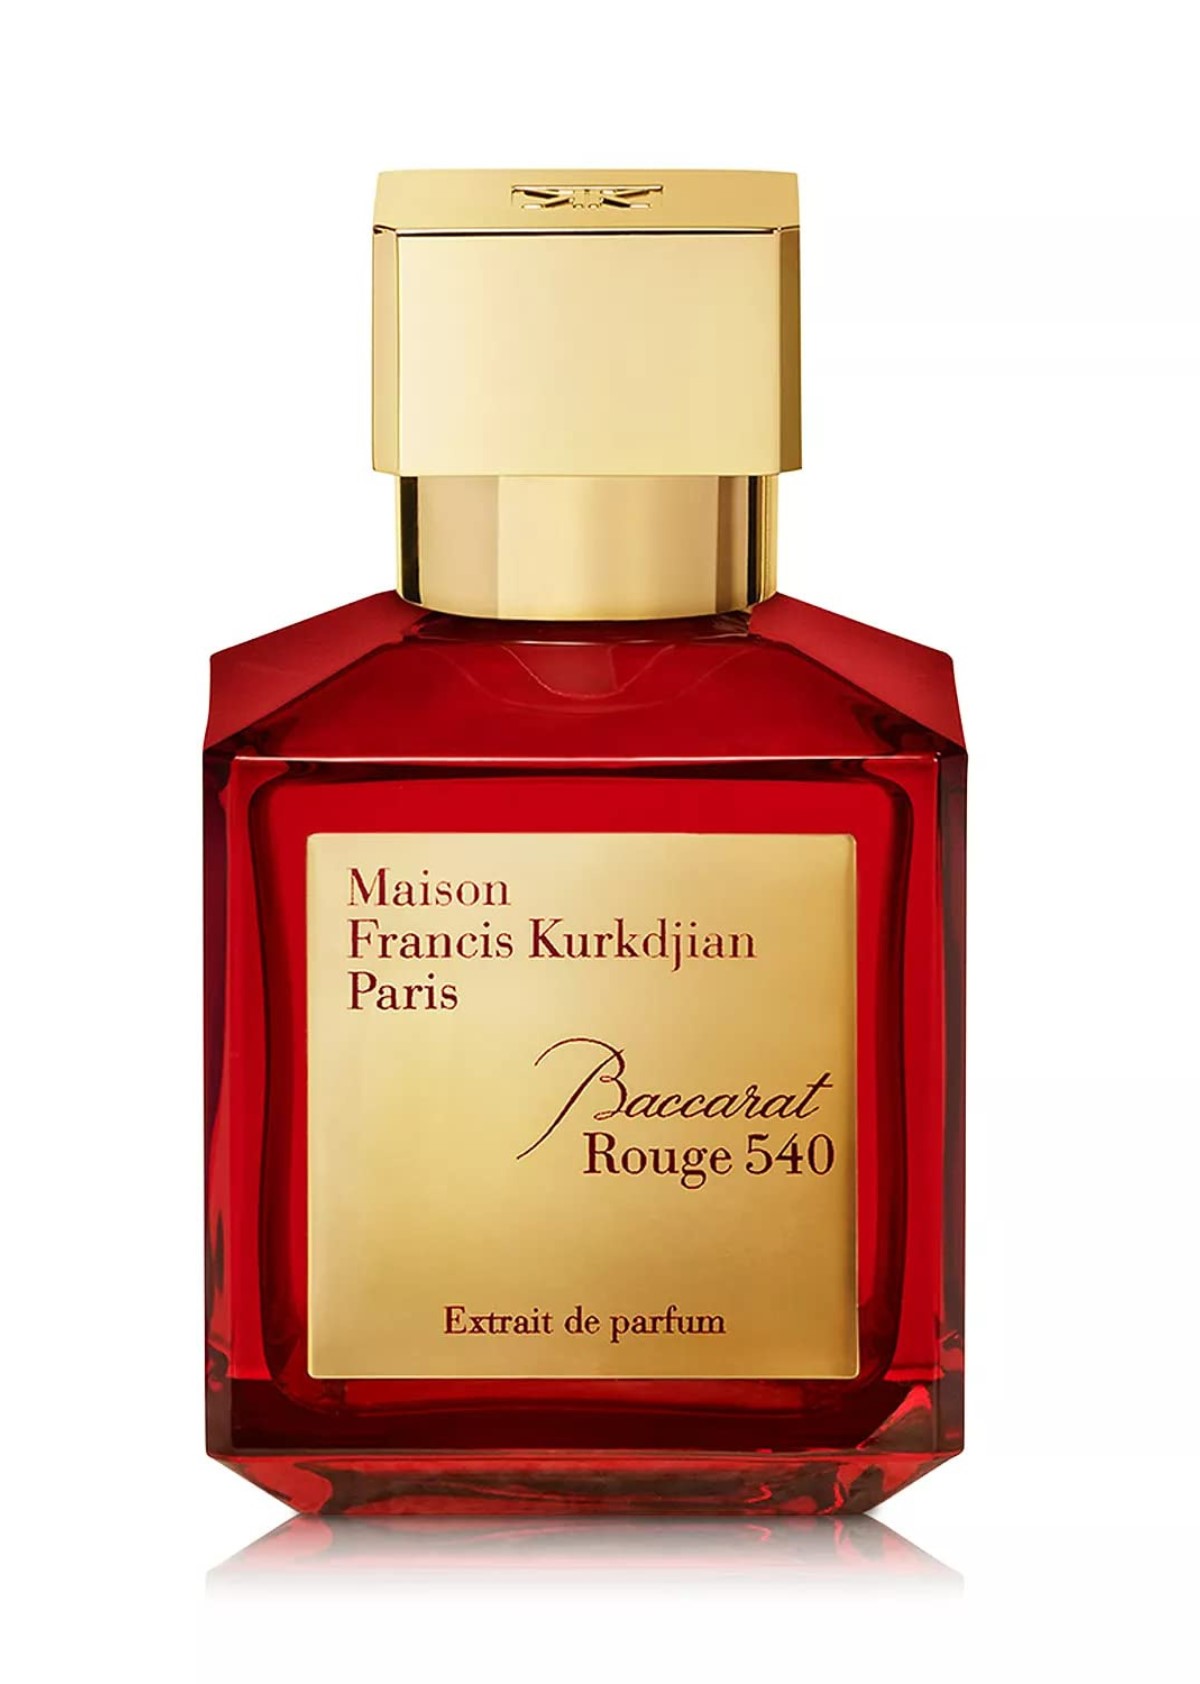 Maison
Francis Kurkdjian
Paris
Baccarat
Rouge 540
Extrait de parfum